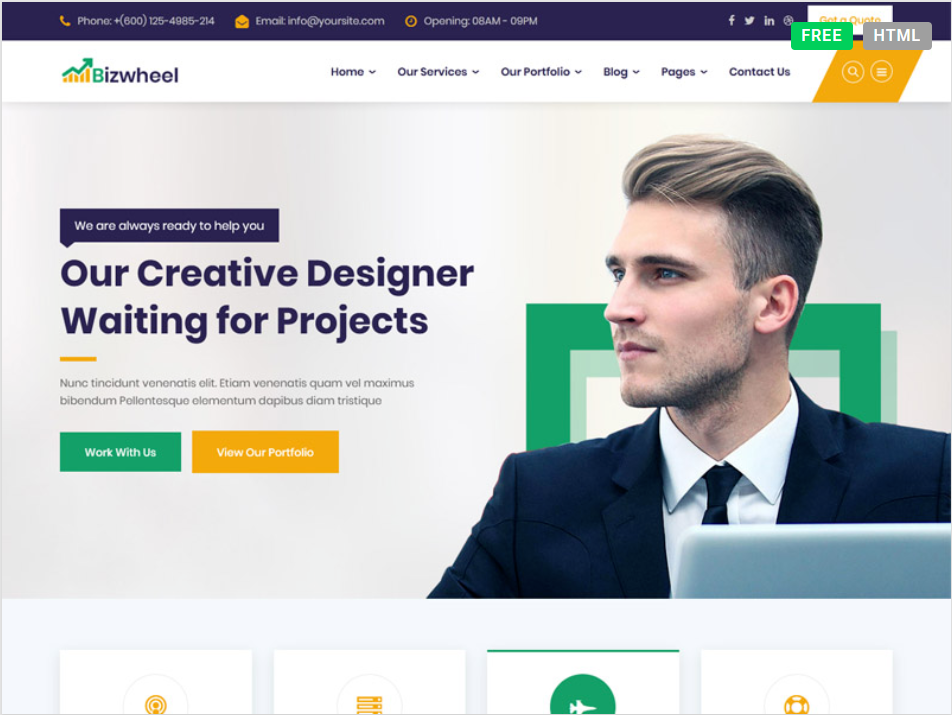 Phone: +(600) 125-4985-214
Email: info@yoursite.com
Opening: 08AM - 09PM
Get a Quote
FREE
HTML
Bizwheel
Home
Our Services
Our Portfolio
Blog
Pages
Contact Us
We are always ready to help you
Our Creative Designer
Waiting for Projects
Nunc tincidunt venenatis elit. Etiam venenatis quam vel maximus
bibendum Pellentesque elementum dapibus diam tristique
Work With Us
View Our Portfolio